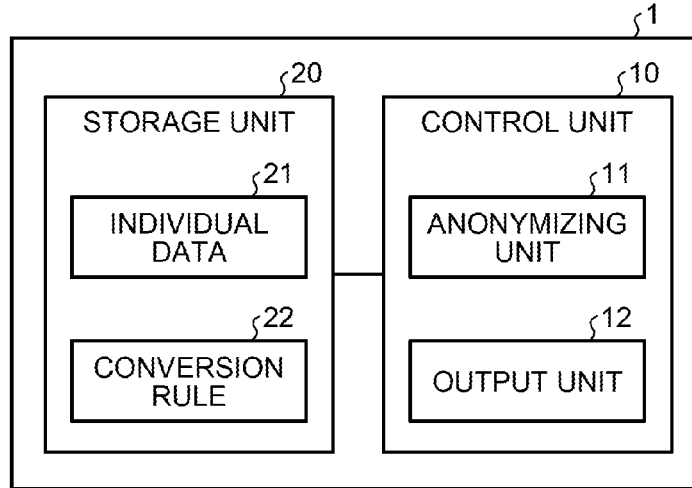 1
20
STORAGE UNIT
21
INDIVIDUAL
DATA
22
CONVERSION
RULE
10
CONTROL UNIT
11
ANONYMIZING
UNIT
12
OUTPUT UNIT